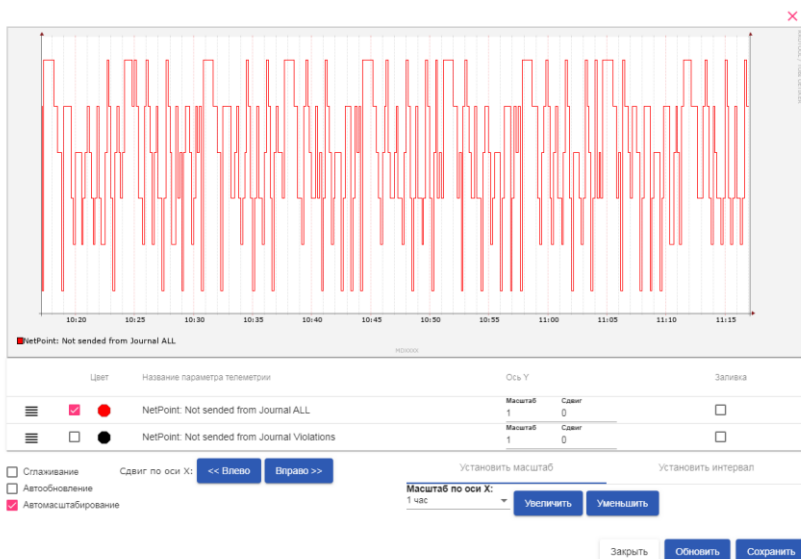 10:20 10:25 10:30 10:35 10:40 10:45 10:50 10:55 11:00 11:05 11:10 11:15
NetPoint: Not sended from Journal ALL
Цвет Название параметра телеметрии Ось Y Заливка
Масштаб Сдвиг
NetPoint: Not sended from Journal ALL 1 0
Масштаб Сдвиг
NetPoint: Not sended from Journal Violations 1 0
Сглаживание Сдвиг по оси X: << Влево Вправо >> Установить масштаб Установить интервал
Автообновление
Масштаб по оси X:
Автомасштабирование 1 час Увеличить Уменьшить
Закрыть Обновить Сохранить